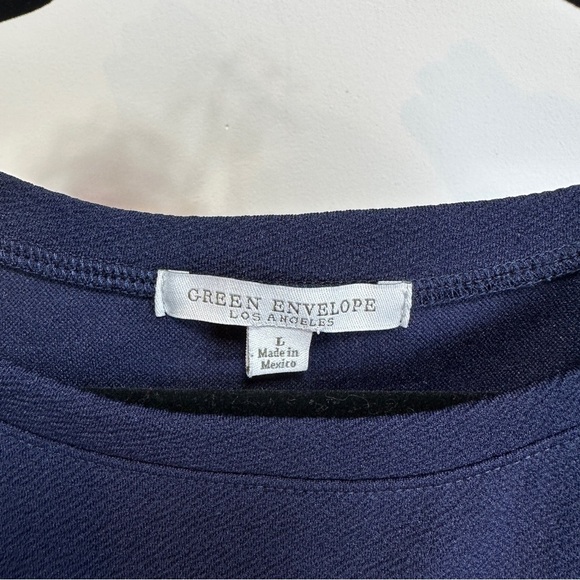 GREEN ENVELOPE
LOS ANGELES
L
Made in
Mexico